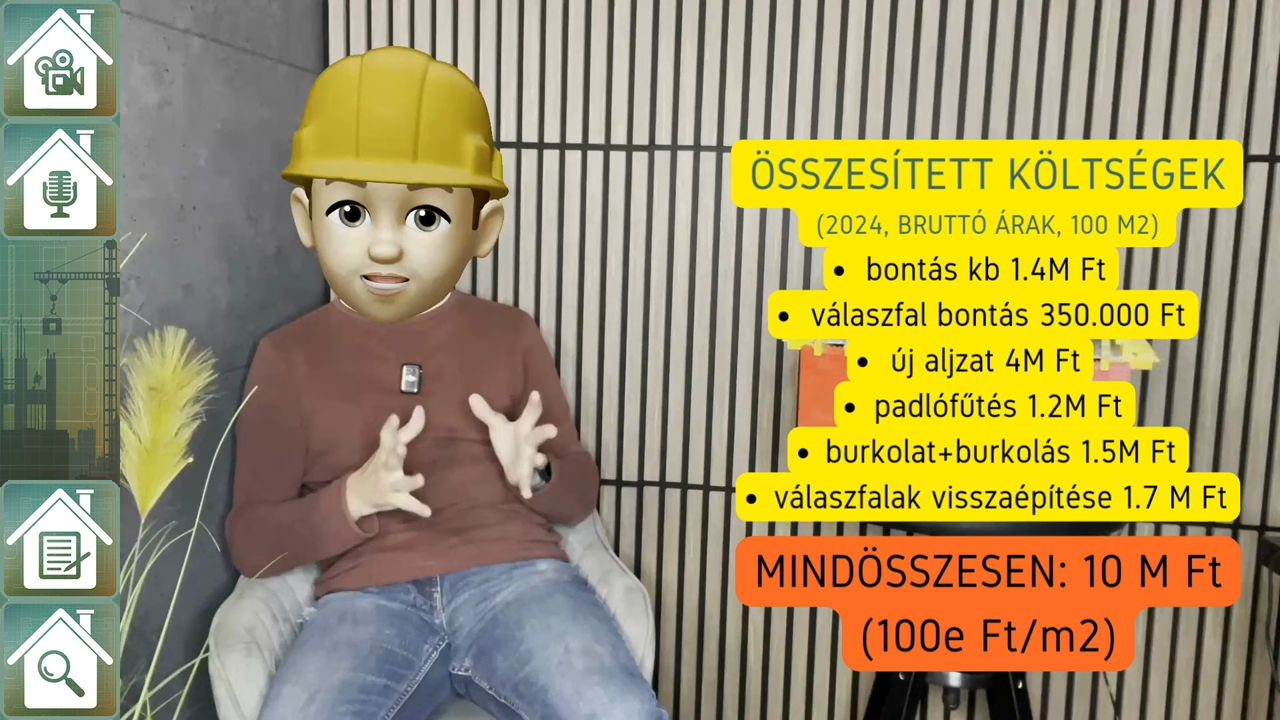 ÖSSZESÍTETT KÖLTSÉGEK
(2024, BRUTTÓ ÁRAK, 100 M2)
• bontás kb 1.4M Ft
• válaszfal bontás 350.000 Ft
• új aljzat 4M Ft
• padlófűtés 1.2M Ft
• burkolat+burkolás 1.5M Ft
• válaszfalak visszaépítése 1.7 M Ft
MINDÖSSZESEN: 10 M Ft
(100e Ft/m2)